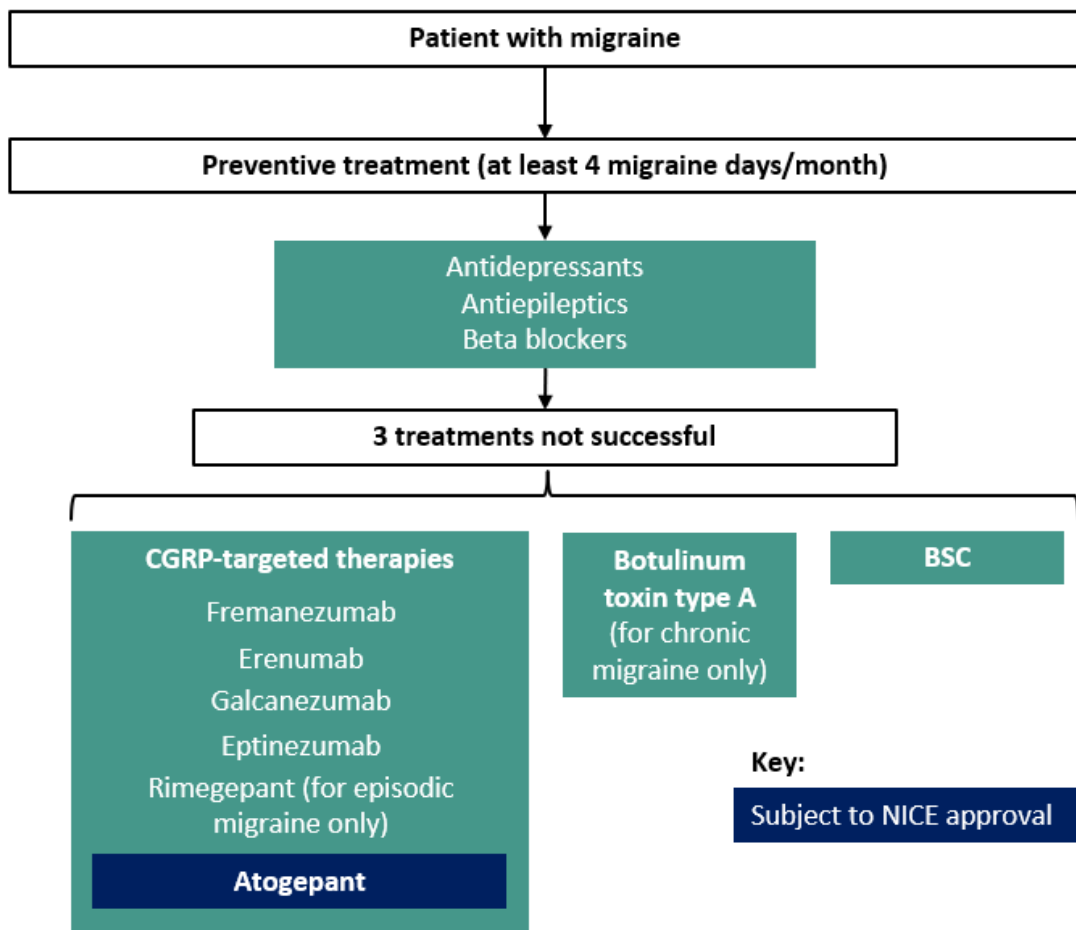 Patient with migraine
Preventive treatment (at least 4 migraine days/month)
Antidepressants
Antiepileptics
Beta blockers
3 treatments not successful
CGRP-targeted therapies
Fremanezumab
Erenumab
Galcanezumab
Eptinezumab
Rimegepant (for episodic
migraine only)
Atogepant
Botulinum
toxin type A
(for chronic
migraine only)
BSC
Key:
Subject to NICE approval